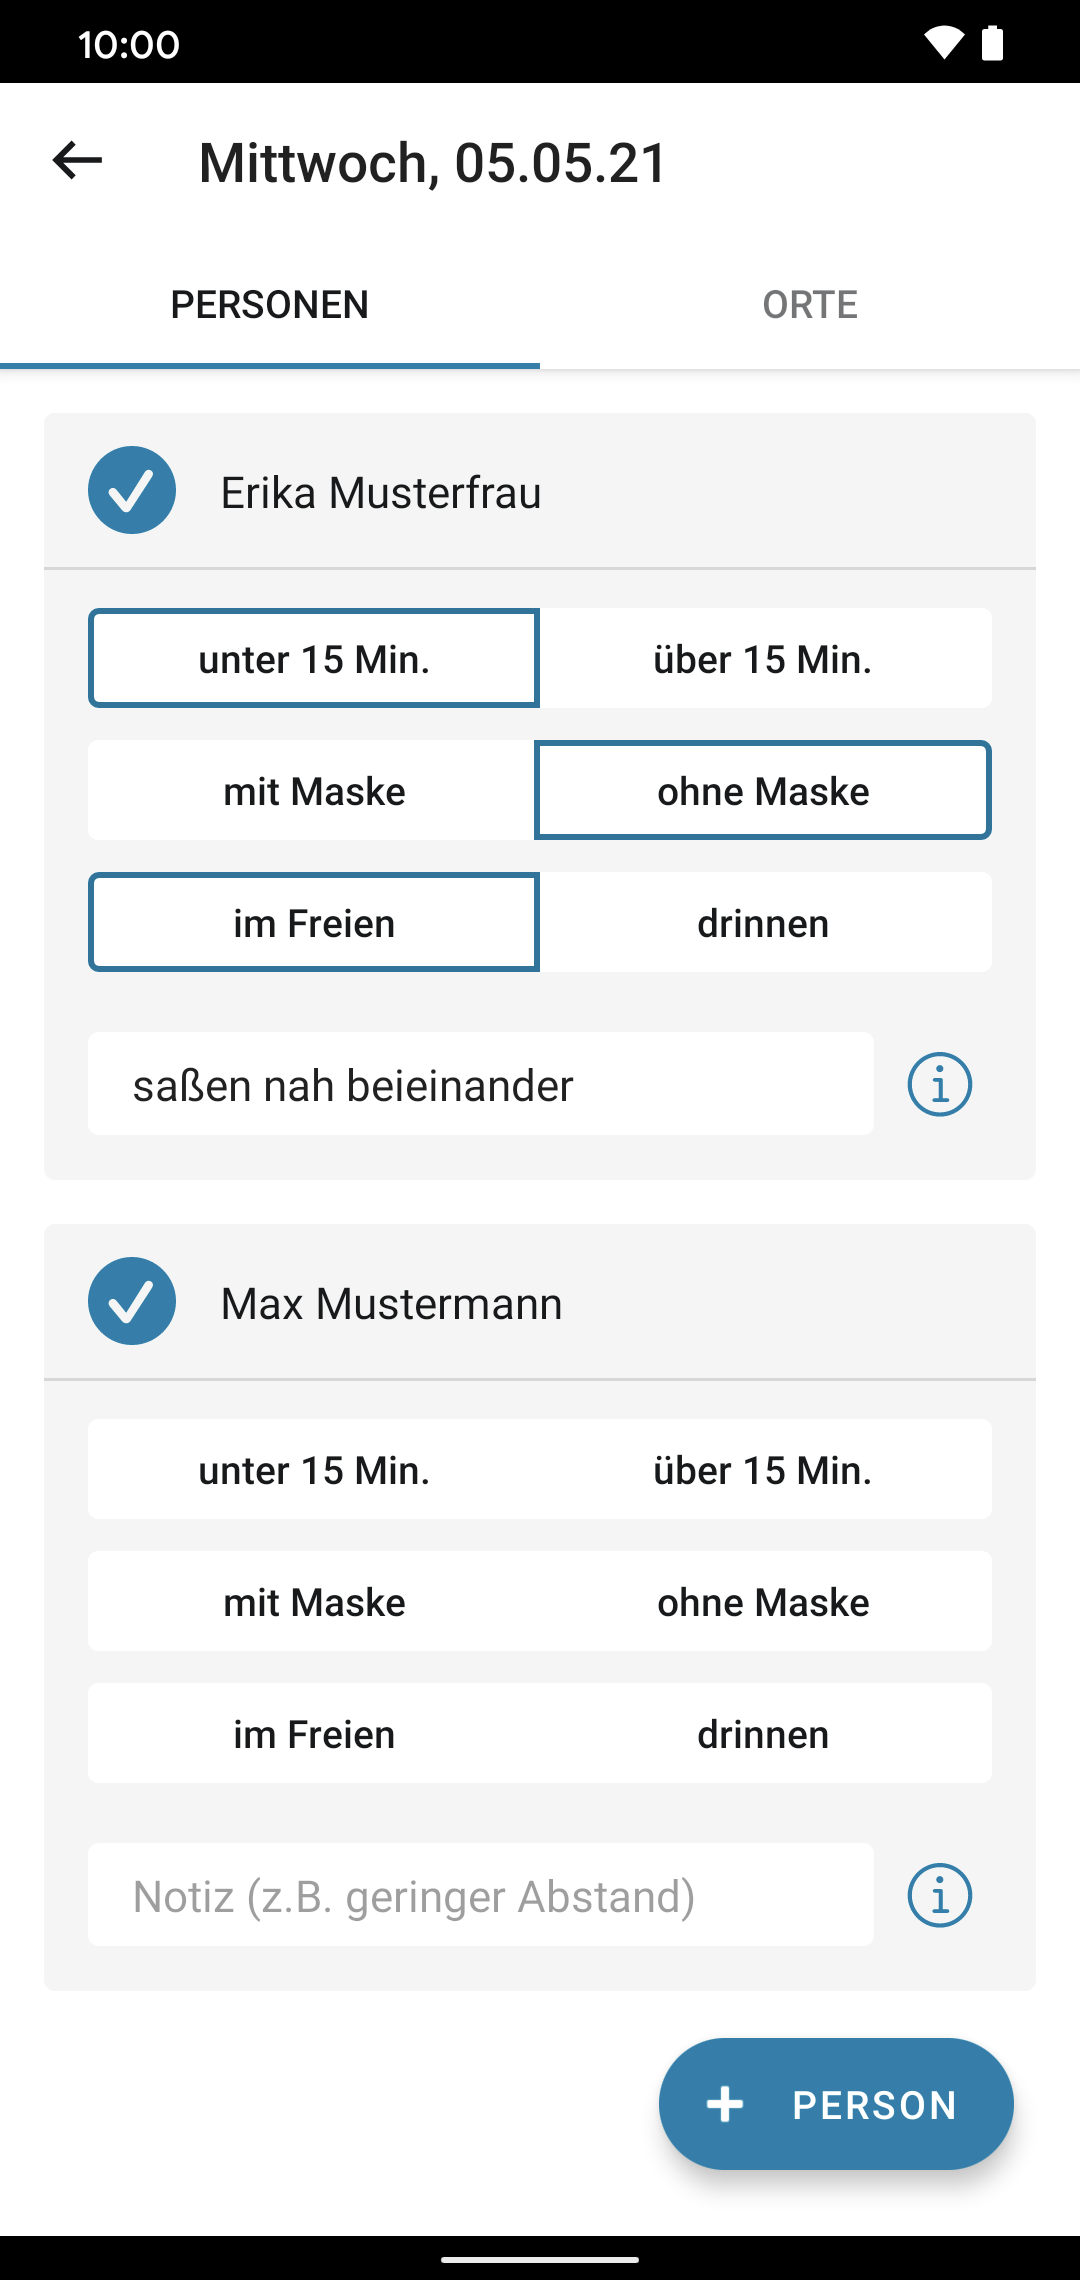 10:00
Mittwoch, 05.05.21
PERSONEN ORTE
Erika Musterfrau
unter 15 Min. über 15 Min.
mit Maske ohne Maske
im Freien drinnen
saßen nah beieinander
Max Mustermann
unter 15 Min. über 15 Min.
mit Maske ohne Maske
im Freien drinnen
Notiz (z.B. geringer Abstand)
+ PERSON